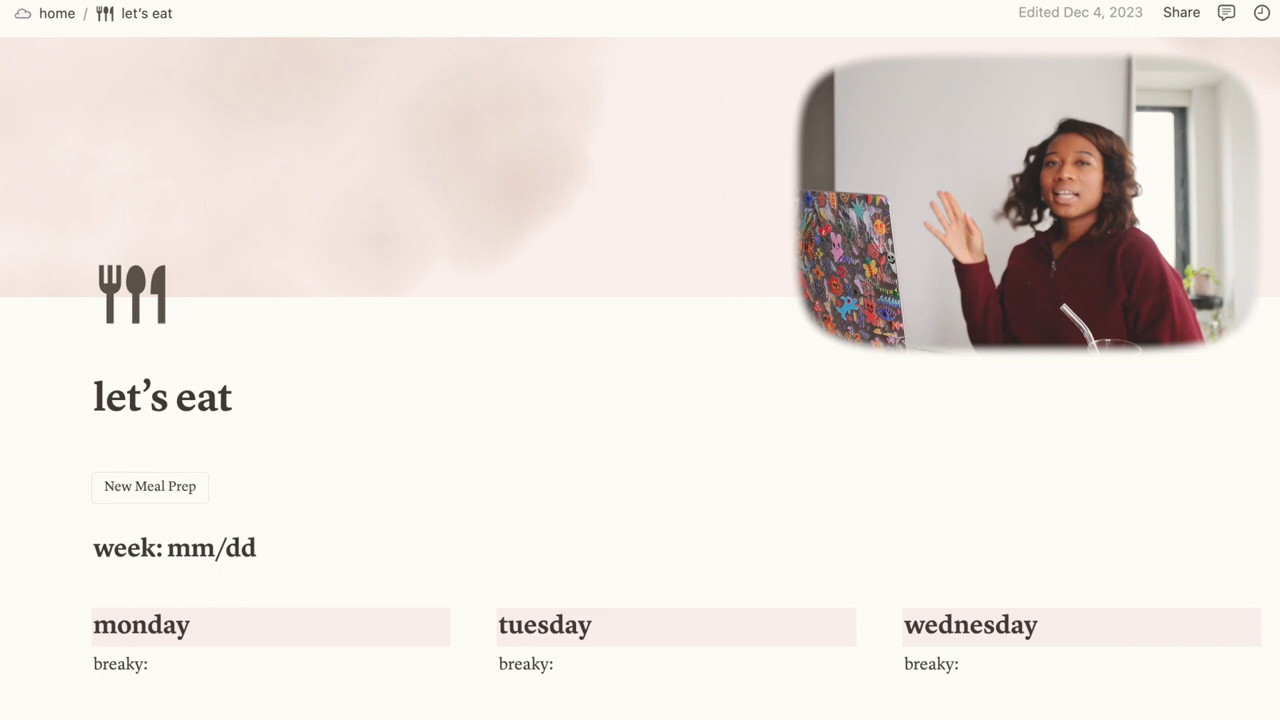 home / let’s eat
Edited Dec 4, 2023 Share
let’s eat
New Meal Prep
week: mm/dd
monday
tuesday
wednesday
breaky:
breaky:
breaky: